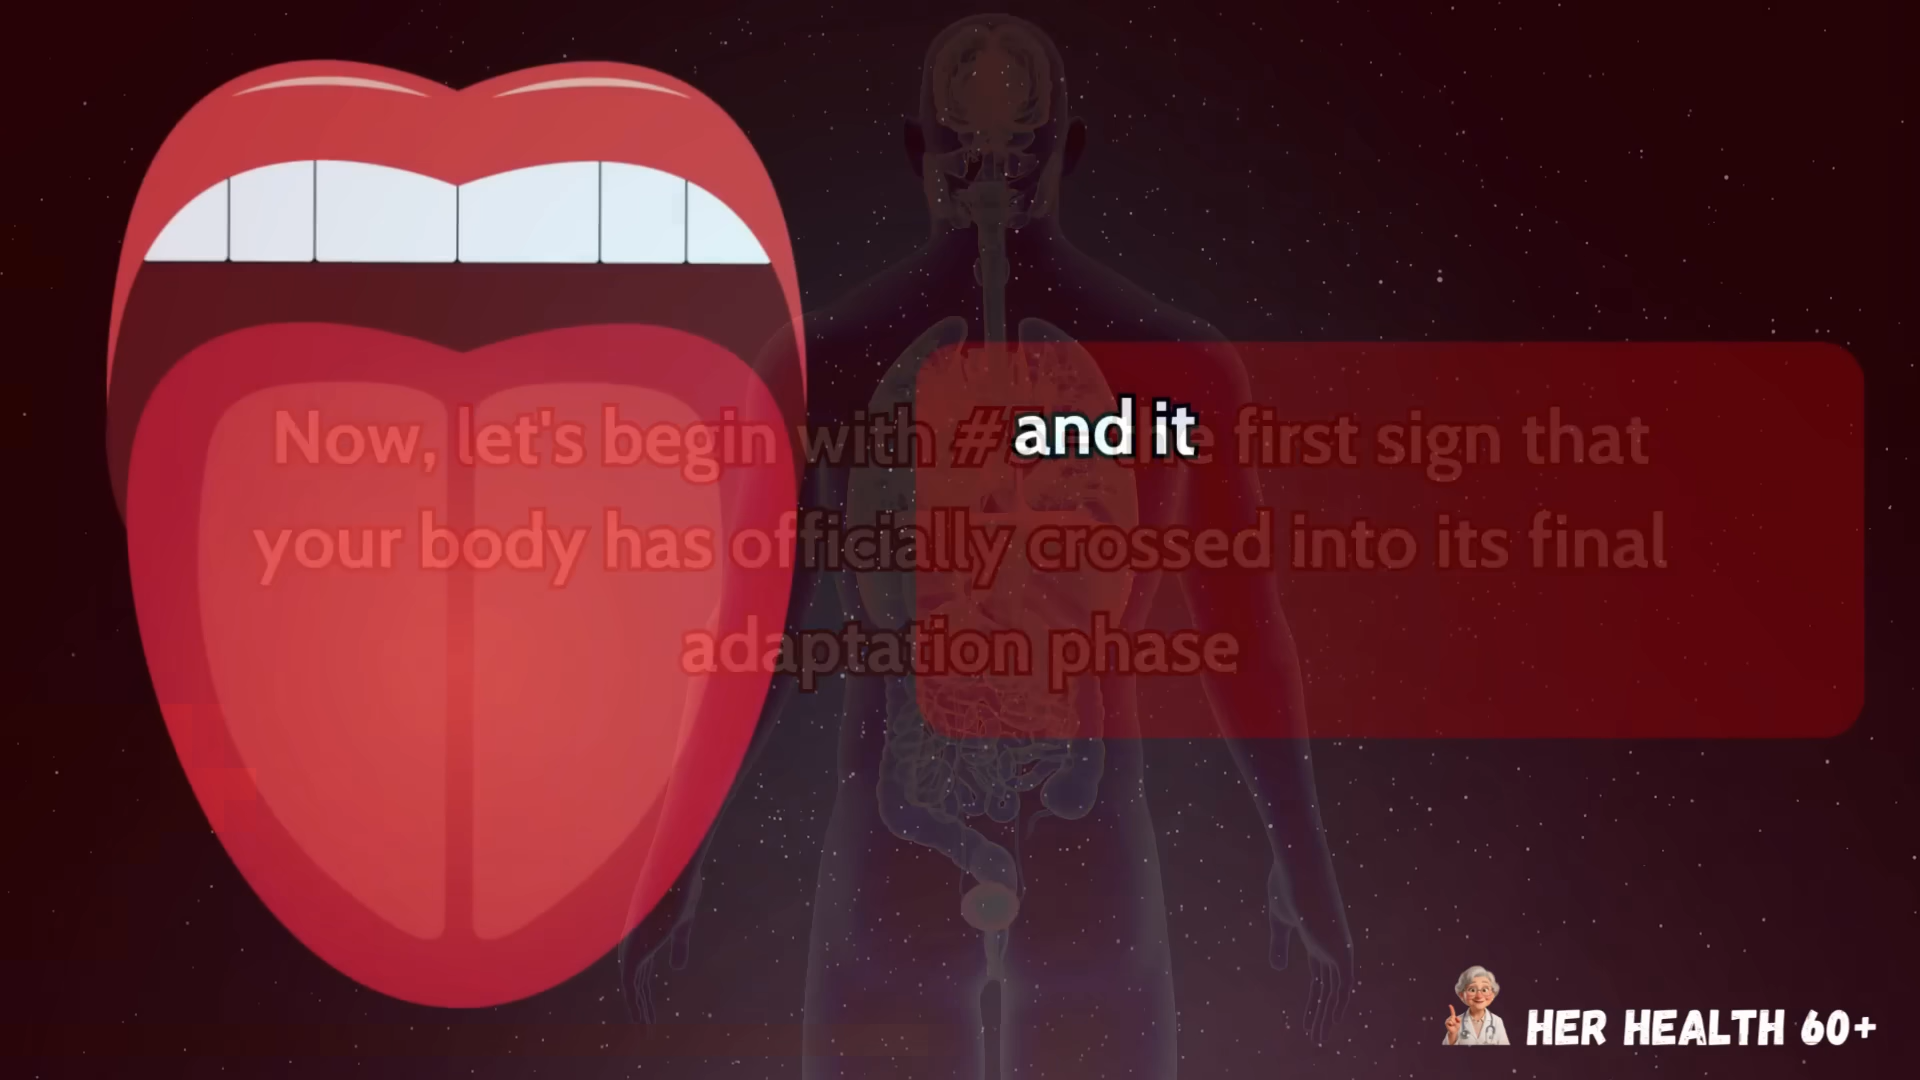 Now, let's begin with # the first sign that
your body has officially crossed into its final
adaptation phase
and it
HER HEALTH 60+